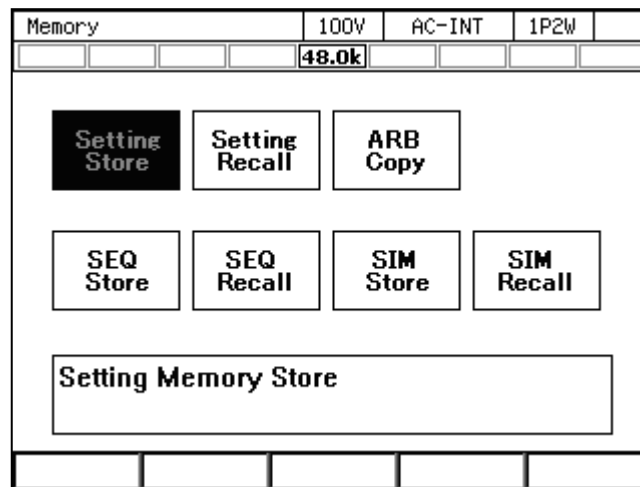 Memory 100V AC-INT 1P2W
48.0k
Setting Store
Setting Recall
ARB Copy
SEQ Store
SEQ Recall
SIM Store
SIM Recall
Setting Memory Store